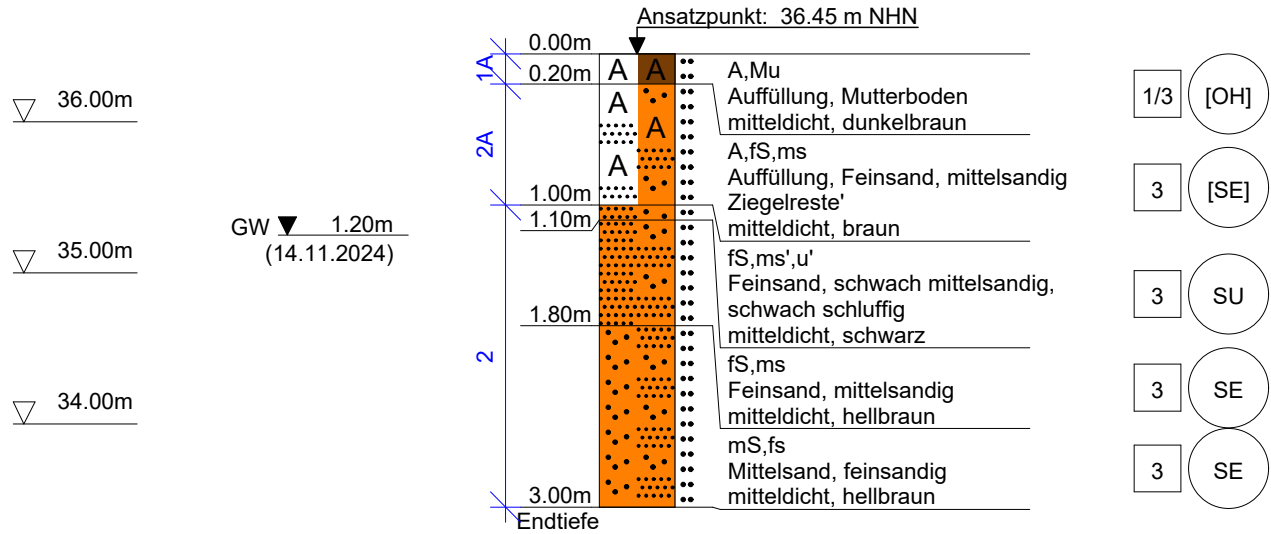 Ansatzpunkt: 36.45 m NHN
0.00m
1A
0.20m
A A
A,Mu
Auffüllung, Mutterboden
mitteldicht, dunkelbraun
1/3 [OH]
36.00m
2A
A
A
A
A,fS,ms
Auffüllung, Feinsand, mittelsandig
Ziegelreste'
mitteldicht, braun
3 [SE]
1.00m
1.10m
GW 1.20m
(14.11.2024)
35.00m
fS,ms',u'
Feinsand, schwach mittelsandig,
schwach schluffig
mitteldicht, schwarz
3 SU
1.80m
2
fS,ms
Feinsand, mittelsandig
mitteldicht, hellbraun
3 SE
34.00m
mS,fs
Mittelsand, feinsandig
mitteldicht, hellbraun
3 SE
3.00m
Endtiefe